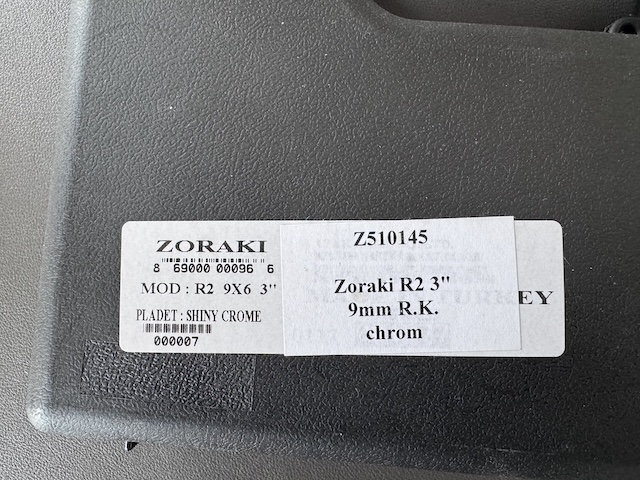 ZORAKI
8 69000 00096 6
MOD : R2 9X6 3"
PLADET : SHINY CROME
000007
Z510145
Zoraki R2 3"
9mm R.K.
chrom
TURKEY